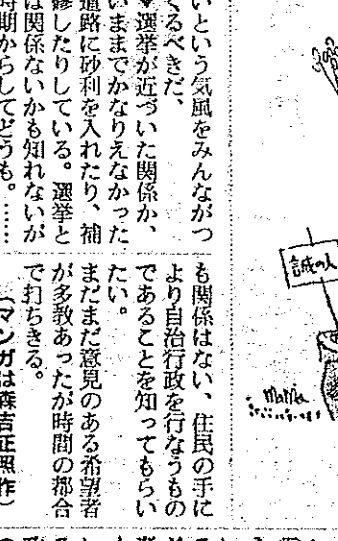 いという気風をみんながつ
くるべきだ、
▼選挙が近づいた関係か、
いままでかなりえなかった
道路に砂利を入れたり、補
修したりしている。選挙と
は関係ないかも知れないが
時期からしてどうも。……
も関係はない、住民の手に
より自治行政を行なうもの
であることを知ってもらい
たい。
まだまだ意見のある希望者
が多教あったが時間の都合
で打ちきる。
(マンガは森吉正照作)
誠の人